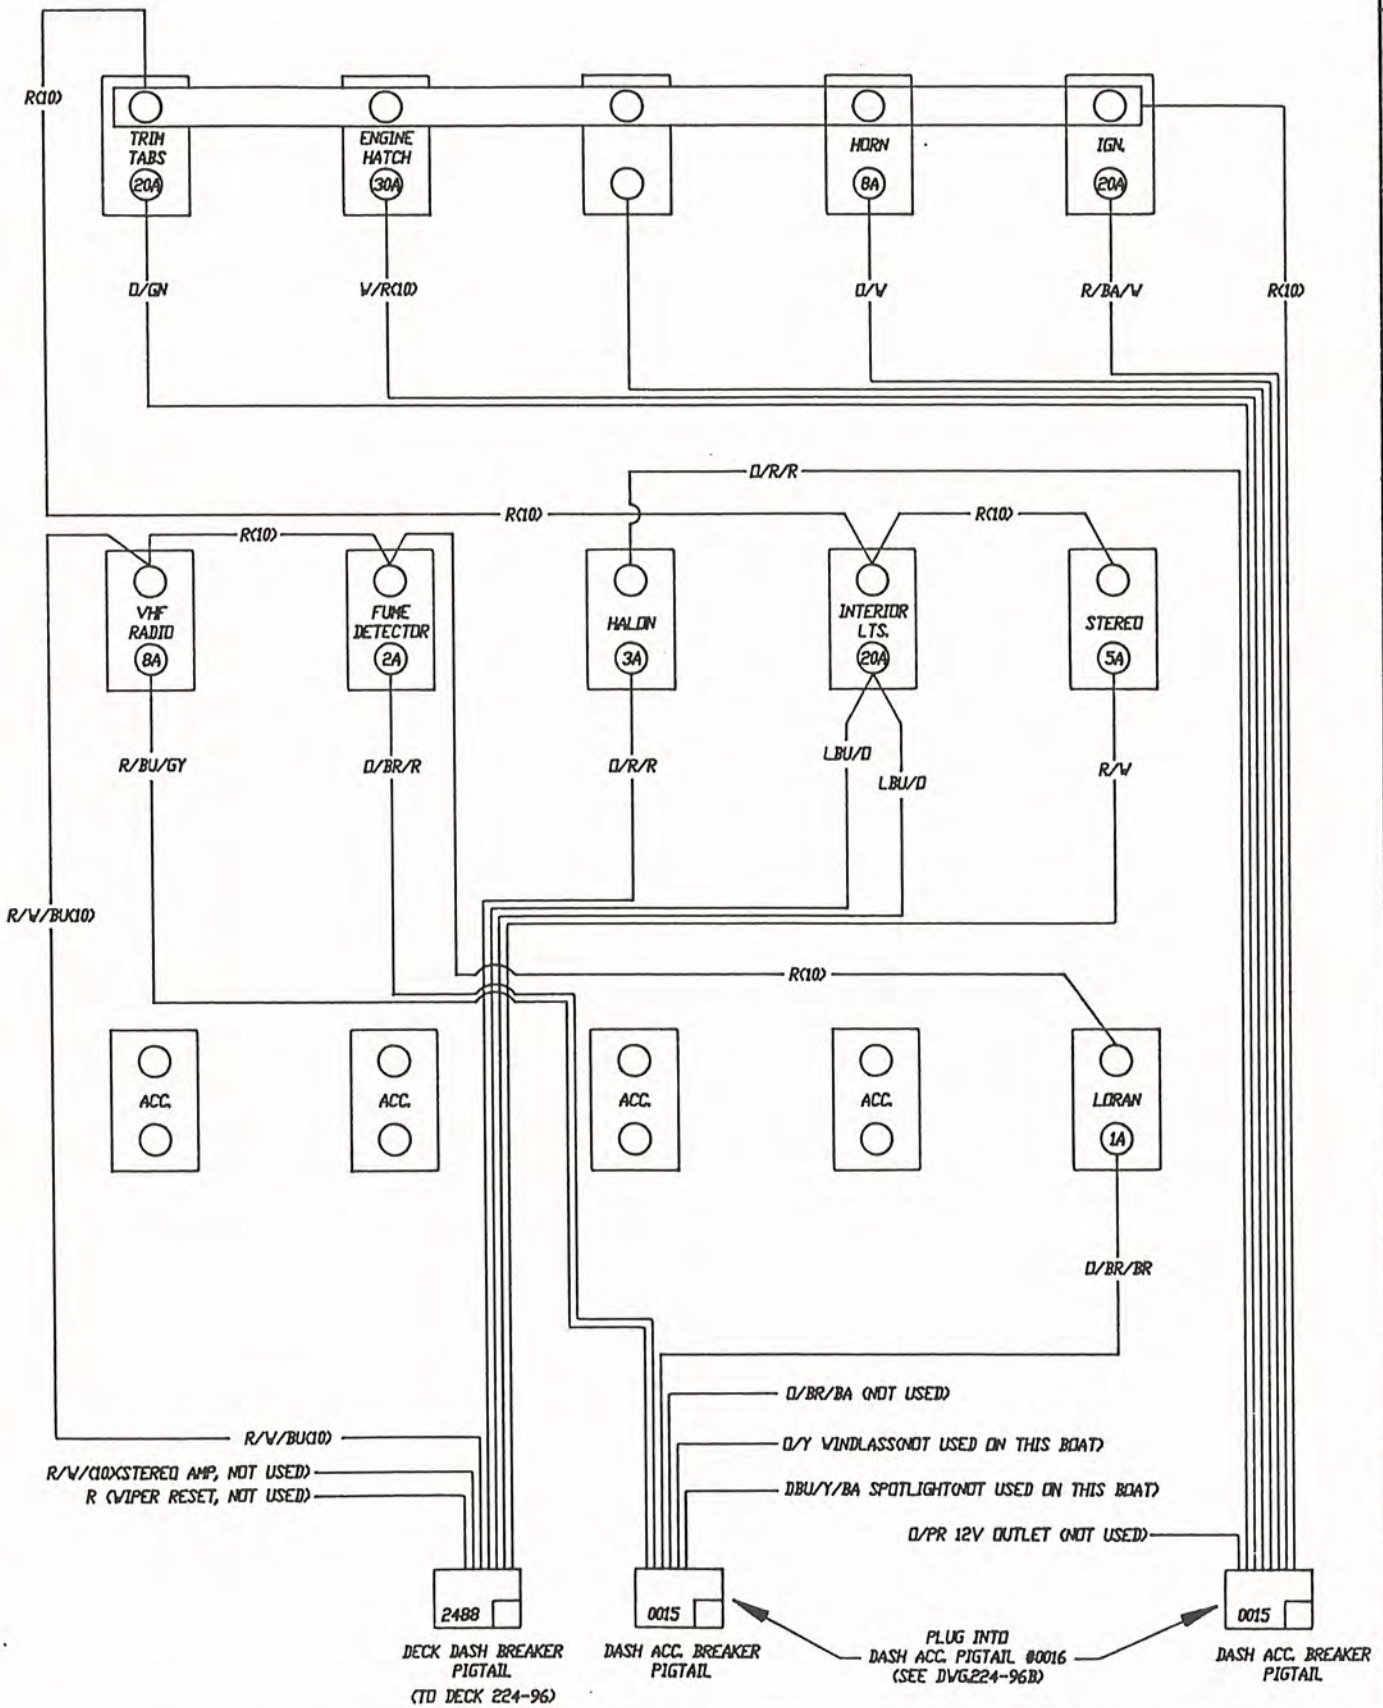 R(10)
TRIM
TABS
20A
ENGINE
HATCH
30A
HORN
8A
IGN.
20A
O/GN
W/R(10)
O/W
R/BA/W
R(10)
O/R/R
R(10)
R(10)
R(10)
VHF
RADIO
8A
FUME
DETECTOR
2A
HALON
3A
INTERIOR
LTS.
20A
STEREO
5A
R/BU/GY
O/BR/R
O/R/R
LBU/O
LBU/O
R/W
R/W/BU(10)
R(10)
ACC.
ACC.
ACC.
ACC.
LORAN
1A
O/BR/BR
O/BR/BA (NOT USED)
R/W/BU(10)
O/Y WINDLASS(NOT USED ON THIS BOAT)
R/W/(10)(STEREO AMP, NOT USED)
R (WIPER RESET, NOT USED)
DBU/Y/BA SPOTLIGHT(NOT USED ON THIS BOAT)
O/PR 12V OUTLET (NOT USED)
2488
0015
0015
DECK DASH BREAKER
PIGTAIL
(TO DECK 224-96)
DASH ACC. BREAKER
PIGTAIL
PLUG INTO
DASH ACC. PIGTAIL #0016
(SEE DWG.224-96B)
DASH ACC. BREAKER
PIGTAIL